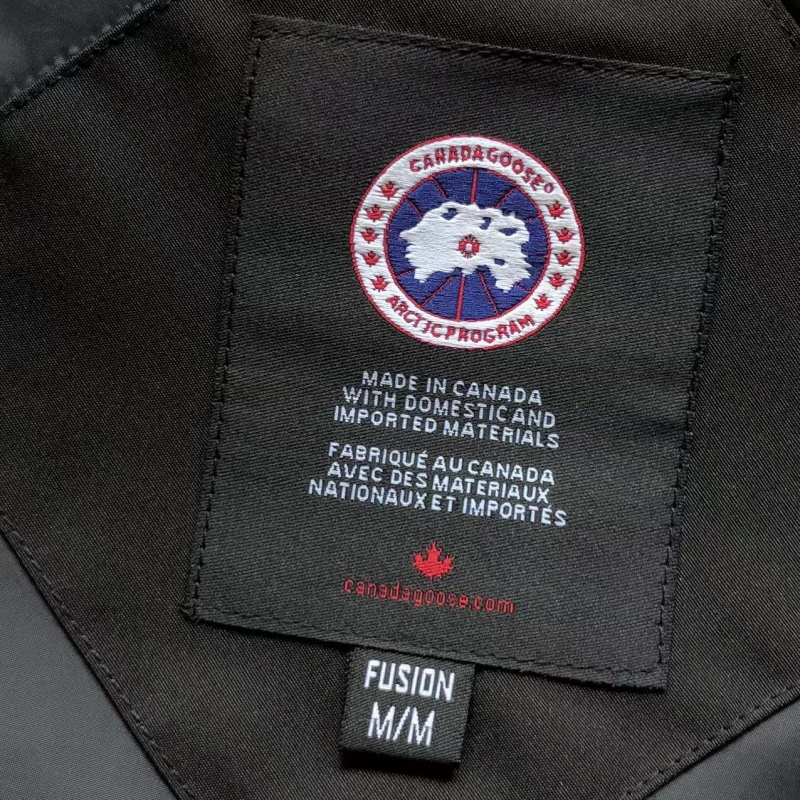 CANADA GOOSE®
ARCTIC PROGRAM
MADE IN CANADA
WITH DOMESTIC AND
IMPORTED MATERIALS
FABRIQUÉ AU CANADA
AVEC DES MATERIAUX
NATIONAUX ET IMPORTÉS
canadagoose.com
FUSION
M/M